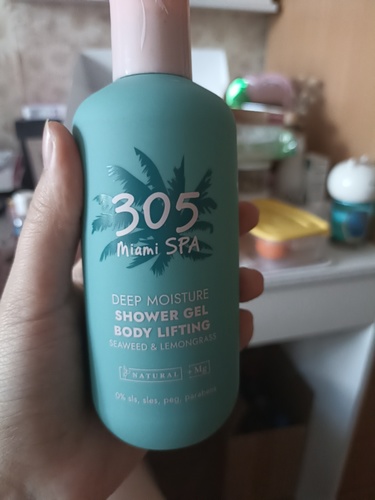 305
Miami SPA
DEEP MOISTURE
SHOWER GEL
BODY LIFTING
SEAWEED & LEMONGRASS
NATURAL +Mg
0% sls, sles, peg, parabens